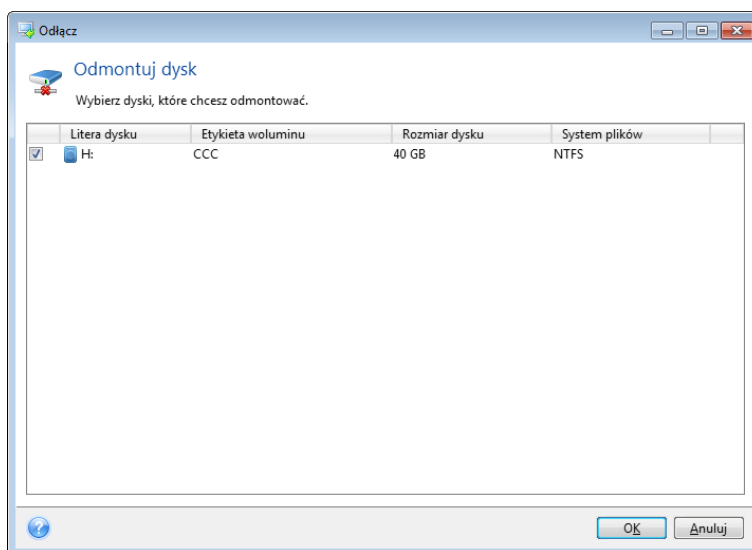 Odłącz
Odmontuj dysk
Wybierz dyski, które chcesz odmontować.
Litera dysku Etykieta woluminu Rozmiar dysku System plików
H: CCC 40 GB NTFS
OK Anuluj